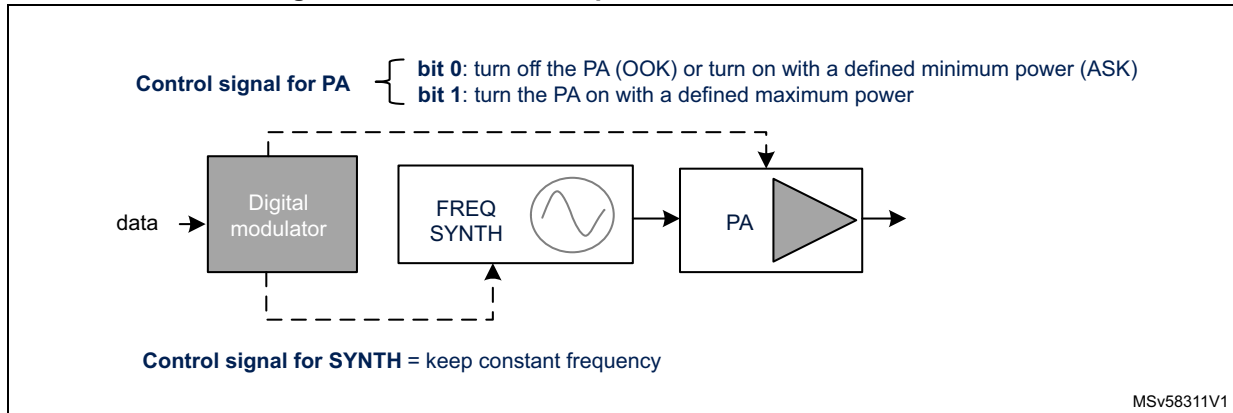 Control signal for PA
bit 0: turn off the PA (OOK) or turn on with a defined minimum power (ASK)
bit 1: turn the PA on with a defined maximum power
data
Digital
modulator
FREQ
SYNTH
PA
Control signal for SYNTH = keep constant frequency
MSv58311V1